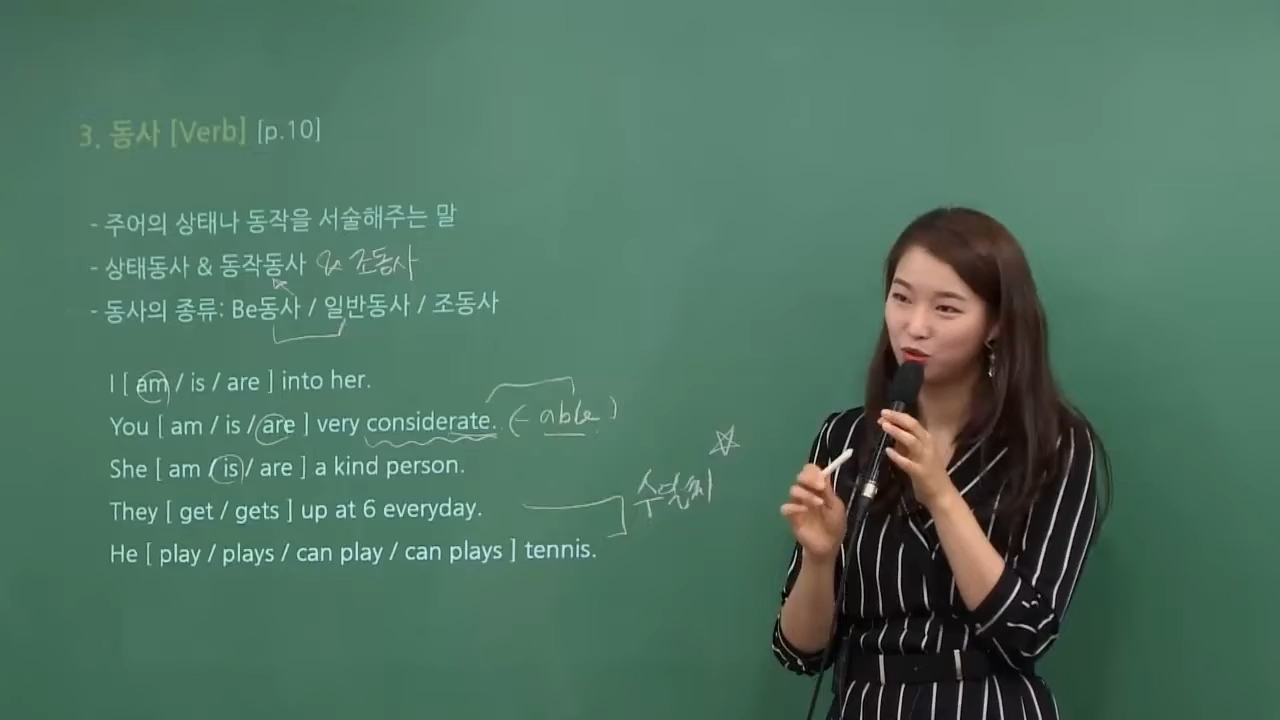 3. 동사 [Verb] [p.10]
- 주어의 상태나 동작을 서술해주는 말
- 상태동사 & 동작동사 & 조동사
- 동사의 종류: Be동사 / 일반동사 / 조동사
I [ am / is / are ] into her.
You [ am / is / are ] very considerate. (- able)
She [ am / is / are ] a kind person.
수일치
They [ get / gets ] up at 6 everyday.
He [ play / plays / can play / can plays ] tennis.